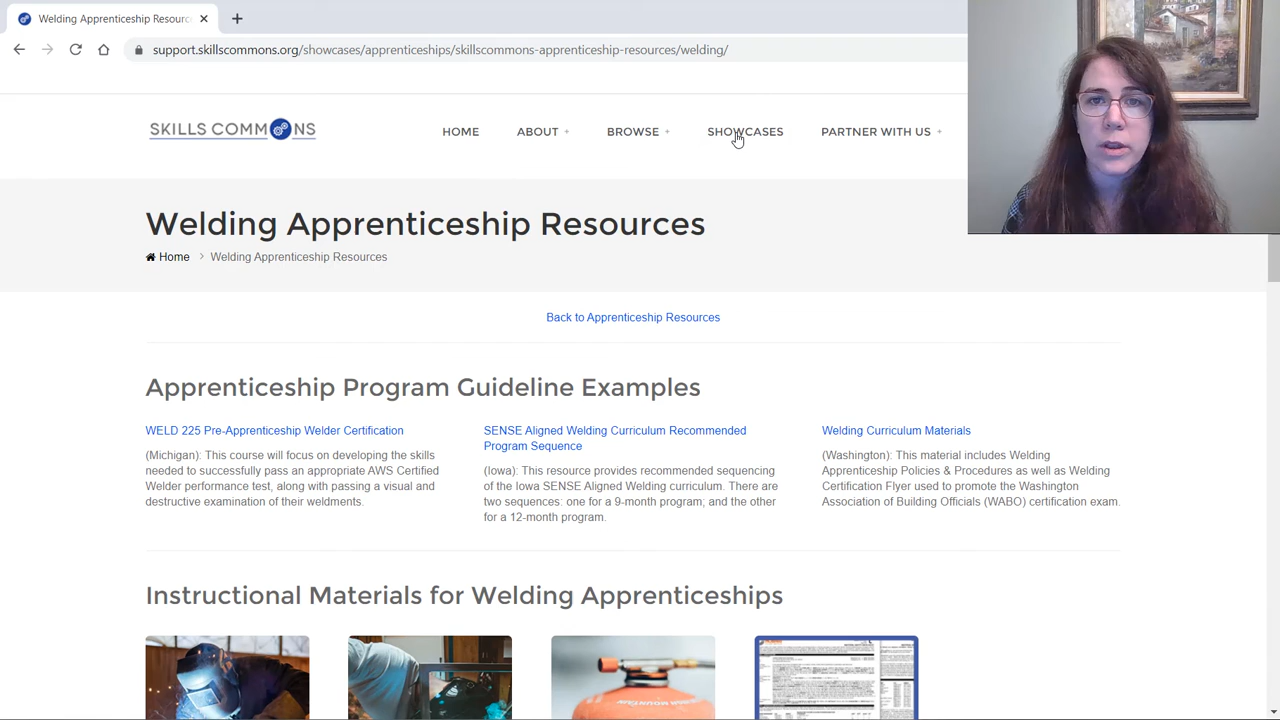 Welding Apprenticeship Resourc
support.skillscommons.org/showcases/apprenticeships/skillscommons-apprenticeship-resources/welding/
SKILLS COMMONS
HOME
ABOUT +
BROWSE +
SHOWCASES
PARTNER WITH US +
Welding Apprenticeship Resources
Home > Welding Apprenticeship Resources
Back to Apprenticeship Resources
Apprenticeship Program Guideline Examples
WELD 225 Pre-Apprenticeship Welder Certification
(Michigan): This course will focus on developing the skills
needed to successfully pass an appropriate AWS Certified
Welder performance test, along with passing a visual and
destructive examination of their weldments.
SENSE Aligned Welding Curriculum Recommended
Program Sequence
(Iowa): This resource provides recommended sequencing
of the Iowa SENSE Aligned Welding curriculum. There are
two sequences: one for a 9-month program; and the other
for a 12-month program.
Welding Curriculum Materials
(Washington): This material includes Welding
Apprenticeship Policies & Procedures as well as Welding
Certification Flyer used to promote the Washington
Association of Building Officials (WABO) certification exam.
Instructional Materials for Welding Apprenticeships